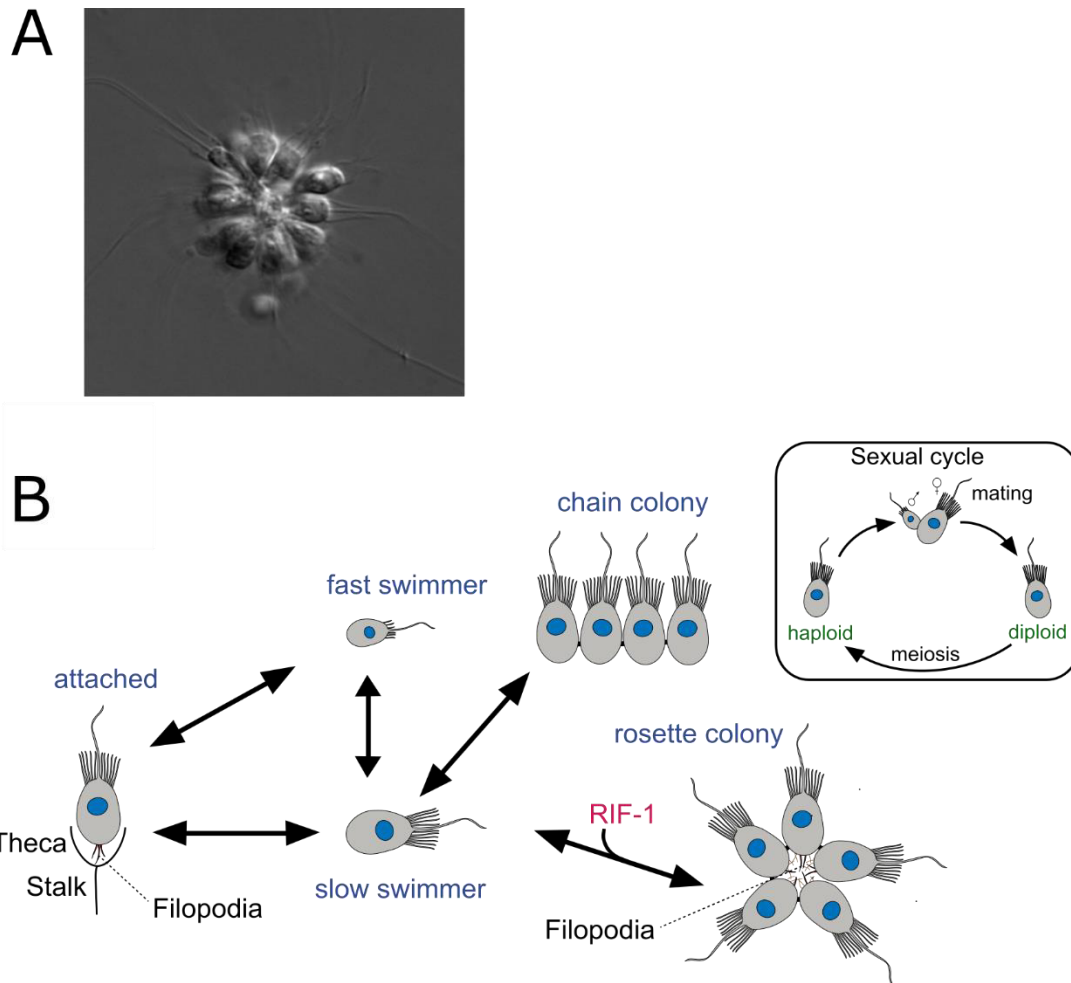 A
B
Sexual cycle
♂
♀
mating
haploid
diploid
meiosis
chain colony
fast swimmer
attached
rosette colony
RIF-1
Theca
Stalk
Filopodia
slow swimmer
Filopodia